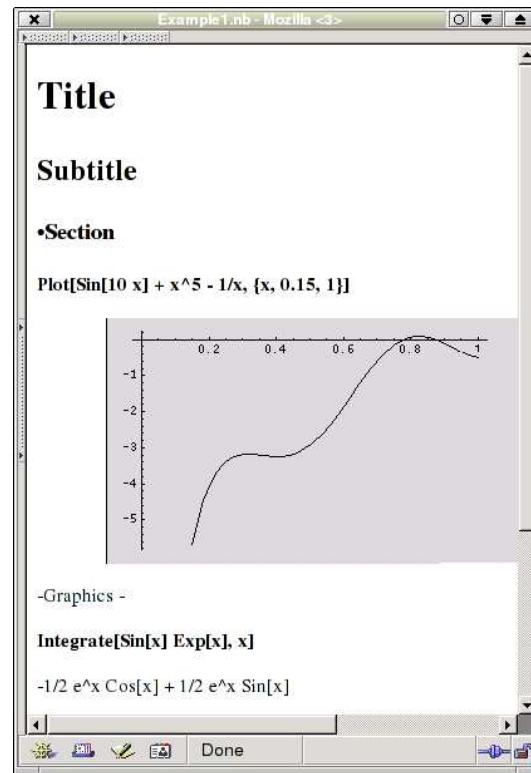 Example1.nb - Mozilla <3>
Title
Subtitle
•Section
Plot[Sin[10 x] + x^5 - 1/x, {x, 0.15, 1}]
0.2 0.4 0.6 0.8 1
-1
-2
-3
-4
-5
-Graphics -
Integrate[Sin[x] Exp[x], x]
-1/2 e^x Cos[x] + 1/2 e^x Sin[x]
Done